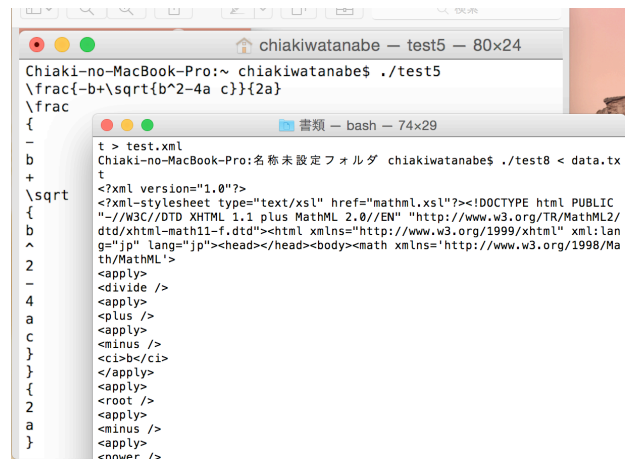 検索
chiakiwatanabe — test5 — 80×24
Chiaki-no-MacBook-Pro:~ chiakiwatanabe$ ./test5
\frac{-b+\sqrt{b^2-4a c}}{2a}
\frac
{
-
b
+
\sqrt
{
b
^
2
-
4
a
c
}
}
{
2
a
}
書類 — bash — 74×29
t > test.xml
Chiaki-no-MacBook-Pro:名称未設定フォルダ chiakiwatanabe$ ./test8 < data.tx
t
<?xml version="1.0"?>
<?xml-stylesheet type="text/xsl" href="mathml.xsl"?><!DOCTYPE html PUBLIC
"-//W3C//DTD XHTML 1.1 plus MathML 2.0//EN" "http://www.w3.org/TR/MathML2/
dtd/xhtml-math11-f.dtd"><html xmlns="http://www.w3.org/1999/xhtml" xml:lan
g="jp" lang="jp"><head></head><body><math xmlns='http://www.w3.org/1998/Ma
th/MathML'>
<apply>
<divide />
<apply>
<plus />
<apply>
<minus />
<ci>b</ci>
</apply>
<apply>
<root />
<apply>
<minus />
<apply>
<power />